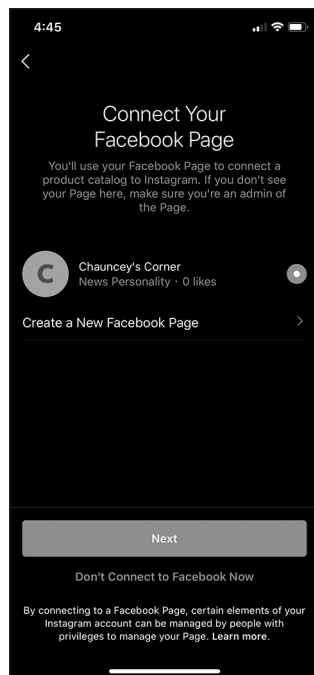 4:45
Connect Your
Facebook Page
You'll use your Facebook Page to connect a
product catalog to Instagram. If you don't see
your Page here, make sure you're an admin of
the Page.
C
Chauncey's Corner
News Personality · 0 likes
Create a New Facebook Page
Next
Don't Connect to Facebook Now
By connecting to a Facebook Page, certain elements of your
Instagram account can be managed by people with
privileges to manage your Page. Learn more.